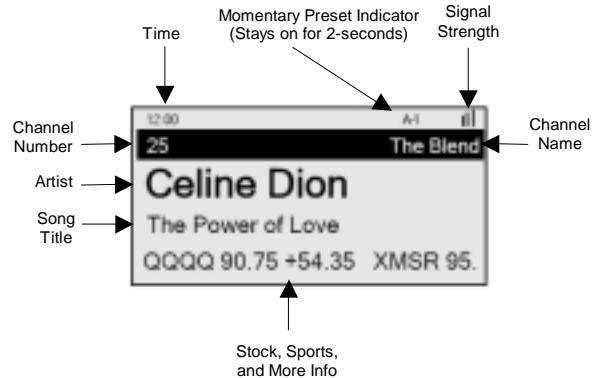 Momentary Preset Indicator
(Stays on for 2-seconds)
Signal
Strength
Time
12:00
A-1
Channel
Number
25
The Blend
Channel
Name
Artist
Celine Dion
Song
Title
The Power of Love
QQQQ 90.75 +54.35 XMSR 95.
Stock, Sports,
and More Info